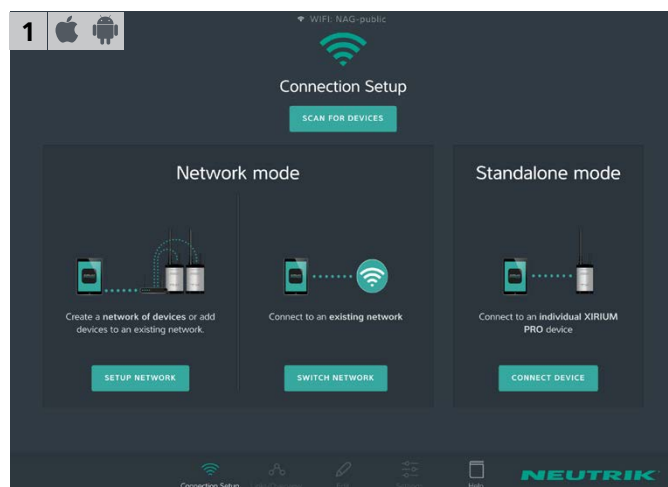 1
WIFI: NAG-public
Connection Setup
SCAN FOR DEVICES
Network mode
Standalone mode
Create a network of devices or add
devices to an existing network.
Connect to an existing network
Connect to an individual XIRIUM
PRO device
SETUP NETWORK
SWITCH NETWORK
CONNECT DEVICE
Connection Setup
Help
NEUTRIK